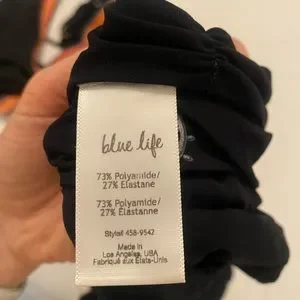 blue life
73% Polyamide/
27% Elastane
73% Polyamide/
27% Élastanne
Style# 458-9542
Made in
Los Angeles, USA
Fabriqué aux États-Unis